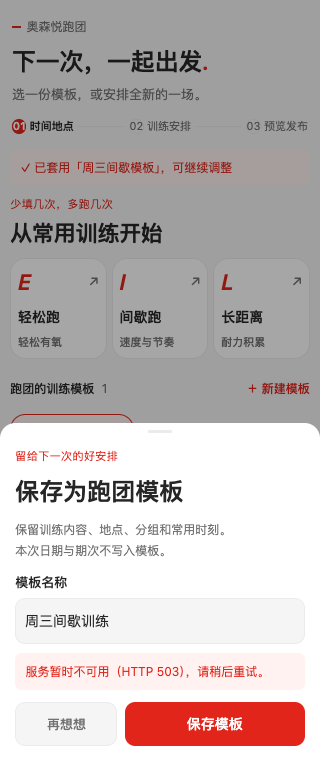 奥森悦跑团
下一次，一起出发.
选一份模板，或安排全新的一场。
01 时间地点 02 训练安排 03 预览发布
✓ 已套用「周三间歇模板」，可继续调整
少填几次，多跑几次
从常用训练开始
E ↗ I ↗ L ↗
轻松跑 间歇跑 长距离
轻松有氧 速度与节奏 耐力积累
跑团的训练模板 1 + 新建模板
留给下一次的好安排
保存为跑团模板
保留训练内容、地点、分组和常用时刻。
本次日期与期次不写入模板。
模板名称
周三间歇训练
服务暂时不可用（HTTP 503），请稍后重试。
再想想 保存模板